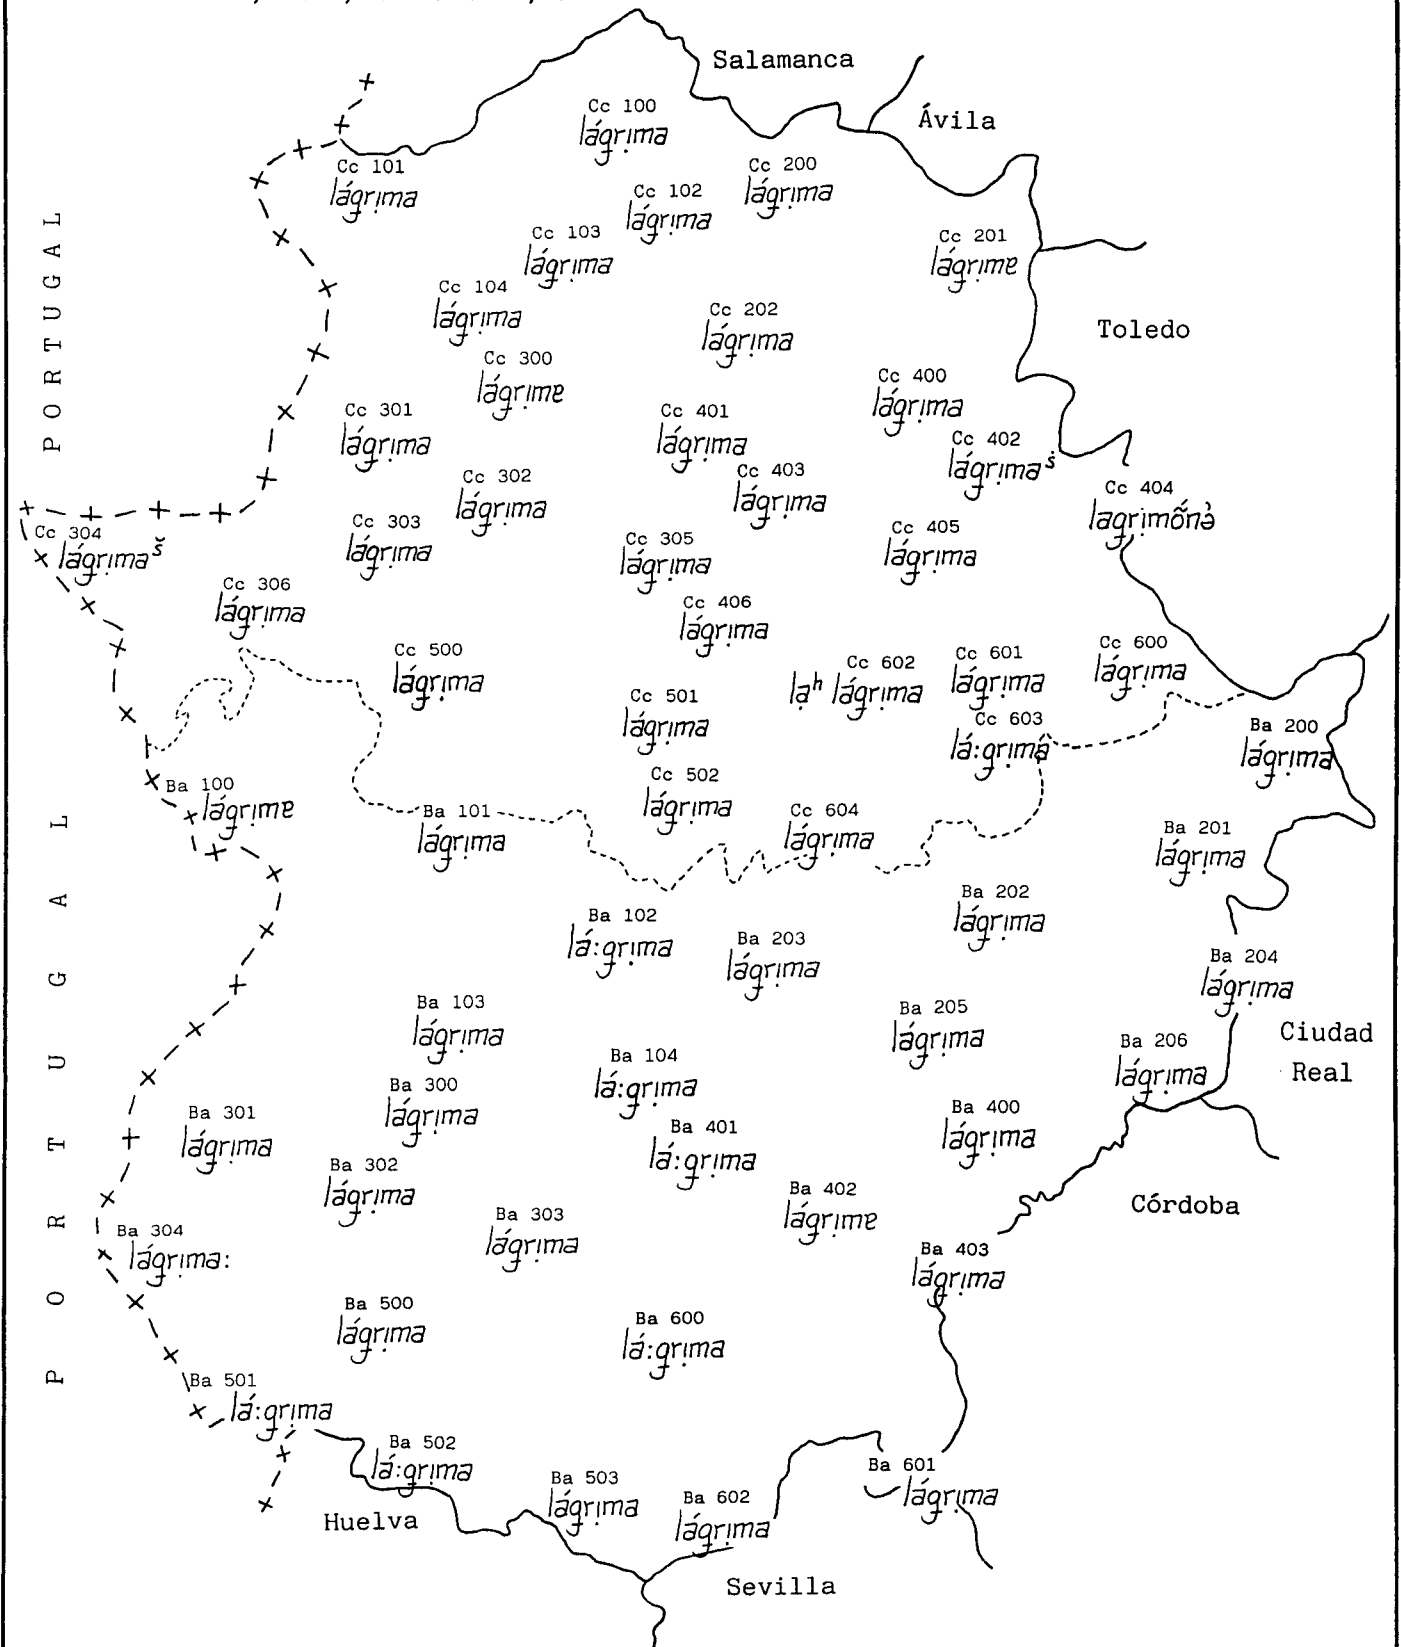 Salamanca
Ávila
Cc 100
lágrima
Cc 101
lágrima
Cc 200
lágrima
Cc 102
lágrima
Cc 103
lágrima
Cc 201
lágrimɐ
Cc 104
lágrima
Cc 202
lágrima
Toledo
PORTUGAL
Cc 300
lágrimɐ
Cc 400
lágrima
Cc 301
lágrima
Cc 401
lágrima
Cc 402
lágrimaṡ
Cc 403
lágrima
Cc 302
lágrima
Cc 404
Cc 303
lágrima
Cc 405
lágrima
Cc 304
lágrimaš
Cc 305
lágrima
Cc 306
lágrima
Cc 406
lágrima
Cc 500
lágrima
Cc 602
lạʰ lágrima
Cc 601
lágrima
Cc 600
lágrima
Cc 501
lágrima
Cc 603
lá:grima
Ba 200
lágrima
Cc 502
lágrima
Ba 100
lágrimɐ
Ba 101
lágrima
Cc 604
lágrima
Ba 201
lágrima
Ba 202
lágrima
Ba 102
lá:grima
Ba 203
lágrima
Ba 204
lágrima
Ba 103
lágrima
Ba 205
lágrima
Ciudad
Real
Ba 206
lágrima
Ba 104
lá:grima
Ba 300
lágrima
PORTUGAL
Ba 301
lágrima
Ba 401
lá:grima
Ba 400
lágrima
Ba 302
lágrima
Ba 402
lágrimɐ
Córdoba
Ba 303
lágrima
Ba 304
lágrima:
Ba 403
lágrima
Ba 500
lágrima
Ba 600
lá:grima
Ba 501
lá:grima
Ba 502
lá:grima
Ba 503
lágrima
Ba 601
lágrima
Ba 602
lágrima
Huelva
Sevilla